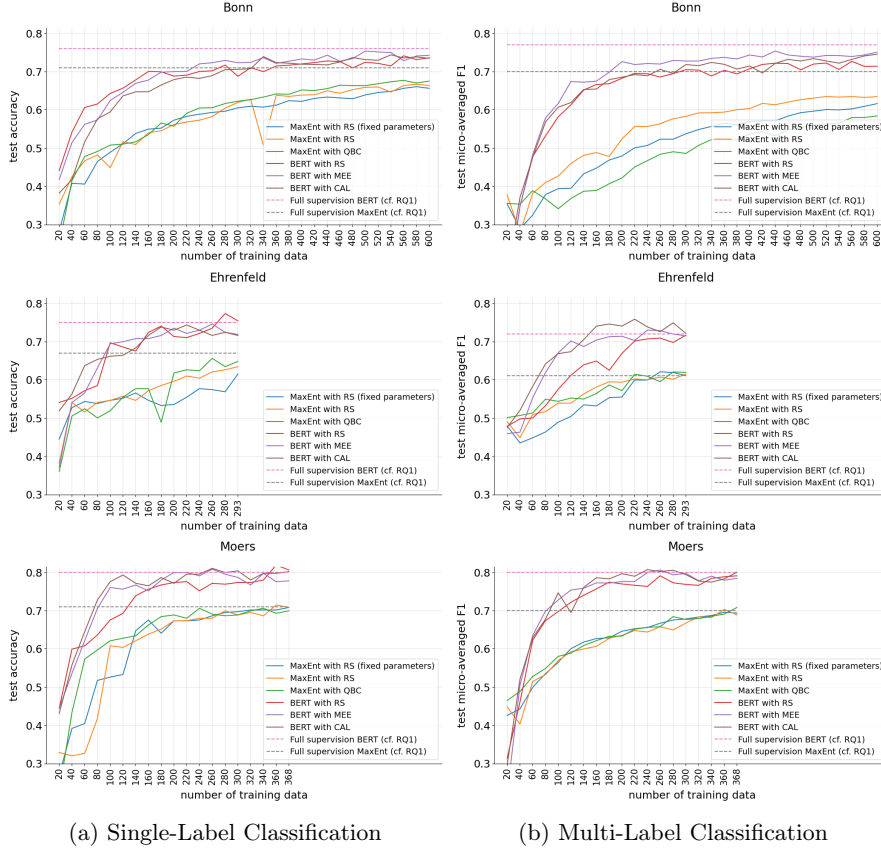 Bonn
0.8
0.7
0.6
0.5
0.4
0.3
test accuracy
MaxEnt with RS (fixed parameters)
MaxEnt with RS
MaxEnt with QBC
BERT with RS
BERT with MEE
BERT with CAL
Full supervision BERT (cf. RQ1)
Full supervision MaxEnt (cf. RQ1)
20 40 60 80 100 120 140 160 180 200 220 240 260 280 300 320 340 360 380 400 420 440 460 480 500 520 540 560 580 600
number of training data
Bonn
0.8
0.7
0.6
0.5
0.4
0.3
test micro-averaged F1
MaxEnt with RS (fixed parameters)
MaxEnt with RS
MaxEnt with QBC
BERT with RS
BERT with MEE
BERT with CAL
Full supervision BERT (cf. RQ1)
Full supervision MaxEnt (cf. RQ1)
20 40 60 80 100 120 140 160 180 200 220 240 260 280 300 320 340 360 380 400 420 440 460 480 500 520 540 560 580 600
number of training data
Ehrenfeld
0.8
0.7
0.6
0.5
0.4
0.3
test accuracy
MaxEnt with RS (fixed parameters)
MaxEnt with RS
MaxEnt with QBC
BERT with RS
BERT with MEE
BERT with CAL
Full supervision BERT (cf. RQ1)
Full supervision MaxEnt (cf. RQ1)
20 40 60 80 100 120 140 160 180 200 220 240 260 280 293
number of training data
Ehrenfeld
0.8
0.7
0.6
0.5
0.4
0.3
test micro-averaged F1
MaxEnt with RS (fixed parameters)
MaxEnt with RS
MaxEnt with QBC
BERT with RS
BERT with MEE
BERT with CAL
Full supervision BERT (cf. RQ1)
Full supervision MaxEnt (cf. RQ1)
20 40 60 80 100 120 140 160 180 200 220 240 260 280 293
number of training data
Moers
0.8
0.7
0.6
0.5
0.4
0.3
test accuracy
MaxEnt with RS (fixed parameters)
MaxEnt with RS
MaxEnt with QBC
BERT with RS
BERT with MEE
BERT with CAL
Full supervision BERT (cf. RQ1)
Full supervision MaxEnt (cf. RQ1)
20 40 60 80 100 120 140 160 180 200 220 240 260 280 300 320 340 360 368
number of training data
Moers
0.8
0.7
0.6
0.5
0.4
0.3
test micro-averaged F1
MaxEnt with RS (fixed parameters)
MaxEnt with RS
MaxEnt with QBC
BERT with RS
BERT with MEE
BERT with CAL
Full supervision BERT (cf. RQ1)
Full supervision MaxEnt (cf. RQ1)
20 40 60 80 100 120 140 160 180 200 220 240 260 280 300 320 340 360 368
number of training data
(a) Single-Label Classification
(b) Multi-Label Classification